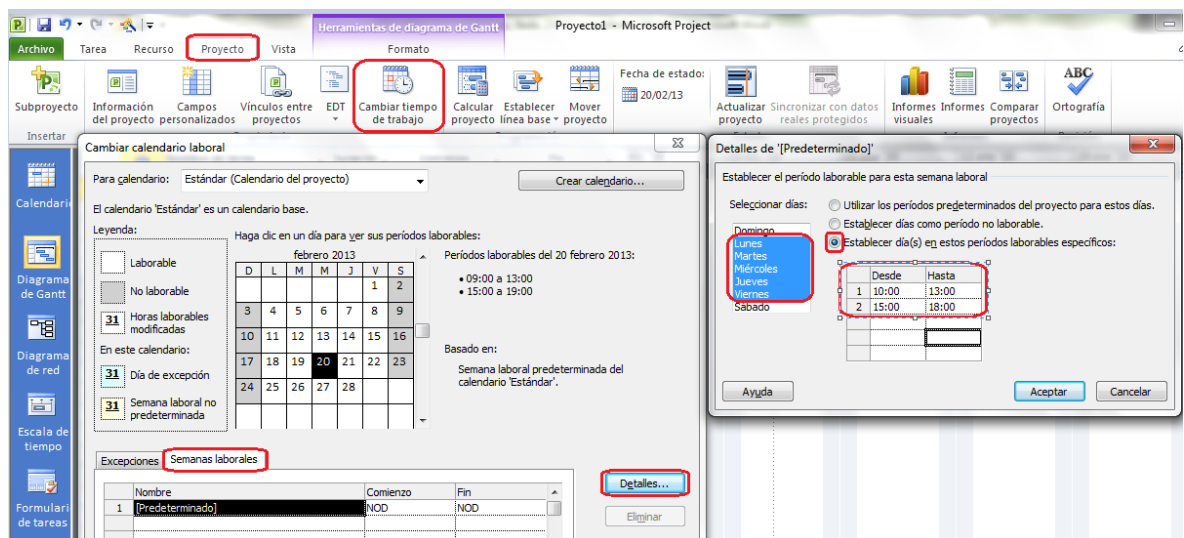 Herramientas de diagrama de Gantt
Proyecto1 - Microsoft Project
Archivo Tarea Recurso Proyecto Vista Formato
Subproyecto
Información del proyecto
Campos personalizados
Vínculos entre proyectos
EDT
Cambiar tiempo de trabajo
Calcular proyecto
Establecer línea base
Mover proyecto
Fecha de estado:
20/02/13
Actualizar proyecto
Sincronizar con datos reales protegidos
Informes visuales
Informes
Comparar proyectos
ABC
Ortografía
Insertar
Calendari
Diagrama de Gantt
Diagrama de red
Escala de tiempo
Formulari de tareas
Cambiar calendario laboral
Para calendario: Estándar (Calendario del proyecto)
Crear calendario...
El calendario 'Estándar' es un calendario base.
Leyenda:
Laborable
No laborable
31 Horas laborables modificadas
En este calendario:
31 Día de excepción
31 Semana laboral no predeterminada
Haga clic en un día para ver sus períodos laborables:
febrero 2013
D L M M J V S
1 2
3 4 5 6 7 8 9
10 11 12 13 14 15 16
17 18 19 20 21 22 23
24 25 26 27 28
Períodos laborables del 20 febrero 2013:
• 09:00 a 13:00
• 15:00 a 19:00
Basado en:
Semana laboral predeterminada del
calendario 'Estándar'.
Excepciones Semanas laborales
Nombre Comienzo Fin
1 [Predeterminado] NOD NOD
Detalles...
Eliminar
Detalles de '[Predeterminado]'
Establecer el período laborable para esta semana laboral
Seleccionar días:
Domingo
Lunes
Martes
Miércoles
Jueves
Viernes
Sábado
Utilizar los períodos predeterminados del proyecto para estos días.
Establecer días como período no laborable.
Establecer día(s) en estos períodos laborables específicos:
Desde Hasta
1 10:00 13:00
2 15:00 18:00
Ayuda
Aceptar
Cancelar